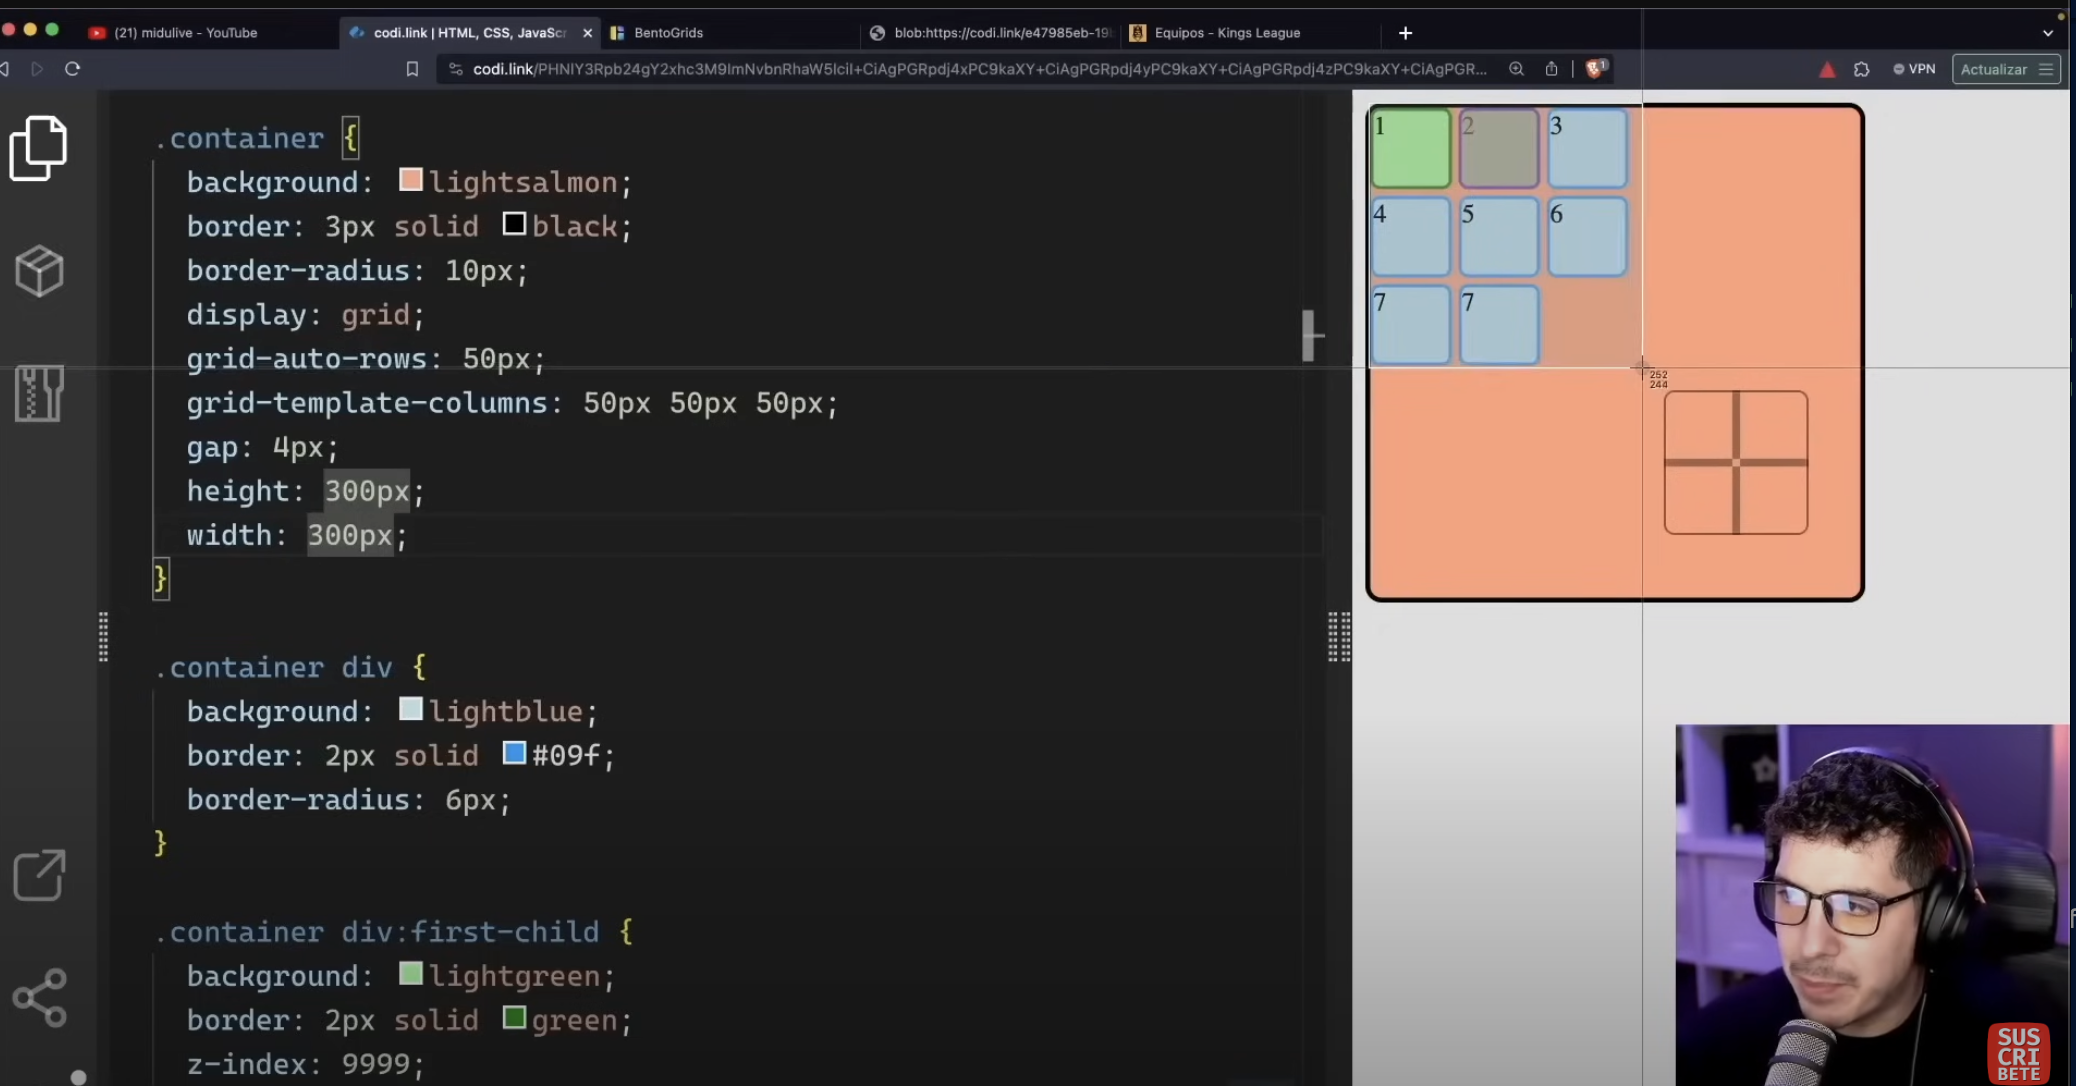 (21) midulive - YouTube
codi.link | HTML, CSS, JavaScr
BentoGrids
blob:https://codi.link/e47985eb-19
Equipos - Kings League
codi.link/PHNlY3Rpb24gY2xhc3M9ImNvbnRhaW5lciI+CiAgPGRpdj4xPC9kaXY+CiAgPGRpdj4yPC9kaXY+CiAgPGRpdj4zPC9kaXY+CiAgPGR...
1
VPN
Actualizar
.container {
background: lightsalmon;
border: 3px solid black;
border-radius: 10px;
display: grid;
grid-auto-rows: 50px;
grid-template-columns: 50px 50px 50px;
gap: 4px;
height: 300px;
width: 300px;
}
.container div {
background: lightblue;
border: 2px solid #09f;
border-radius: 6px;
}
.container div:first-child {
background: lightgreen;
border: 2px solid green;
z-index: 9999;
1 2 3
4 5 6
7 7
252
244
SUS
CRI
BETE